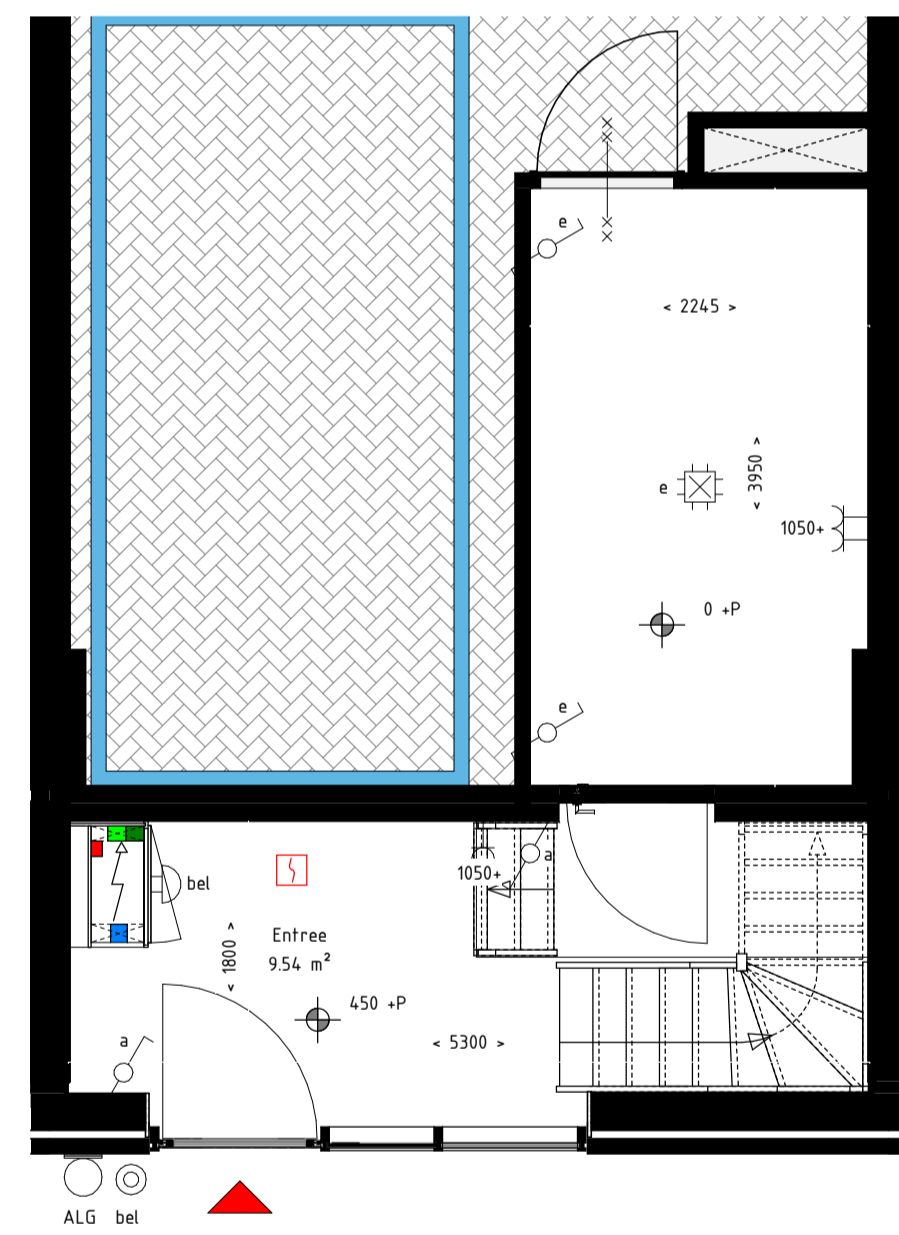 e
< 2245 >
< 3950 >
e
1050+
0 +P
e
a
1050+
bel
Entree
9.54 m²
< 1800 >
450 +P
a
< 5300 >
ALG bel